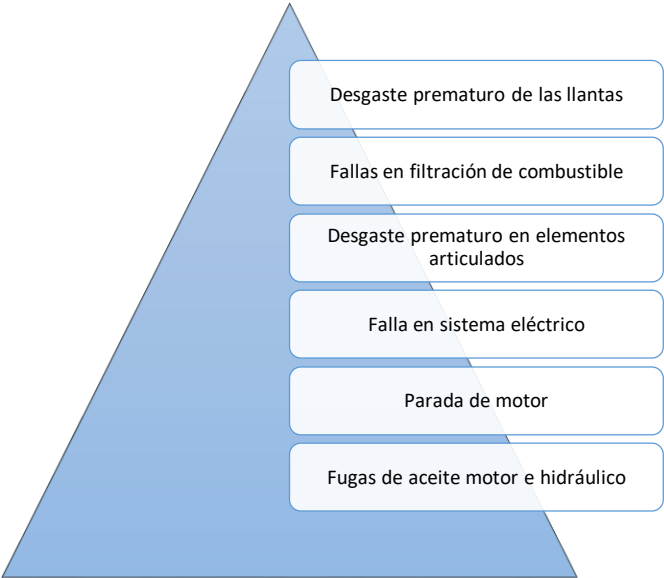 Desgaste prematuro de las llantas
Fallas en filtración de combustible
Desgaste prematuro en elementos
articulados
Falla en sistema eléctrico
Parada de motor
Fugas de aceite motor e hidráulico